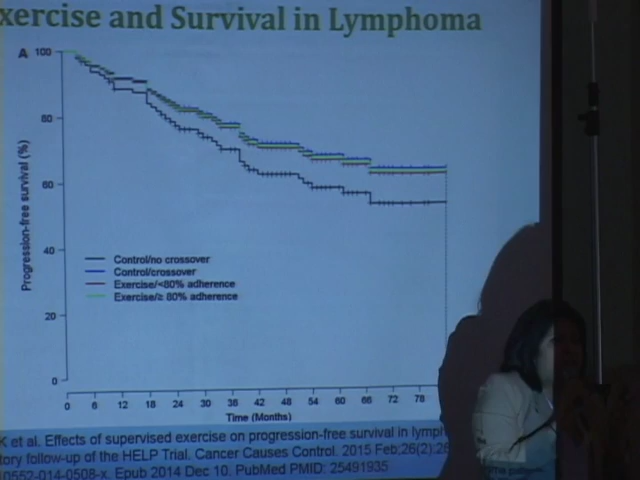 xercise and Survival in Lymphoma
A
100
80
60
40
20
0
Progression-free survival (%)
Control/no crossover
Control/crossover
Exercise/<80% adherence
Exercise/≥ 80% adherence
0 6 12 18 24 30 36 42 48 54 60 66 72 78
Time (Months)
K et al. Effects of supervised exercise on progression-free survival in lymph
tory follow-up of the HELP Trial. Cancer Causes Control. 2015 Feb;26(2):26
0552-014-0508-x. Epub 2014 Dec 10. PubMed PMID: 25491935